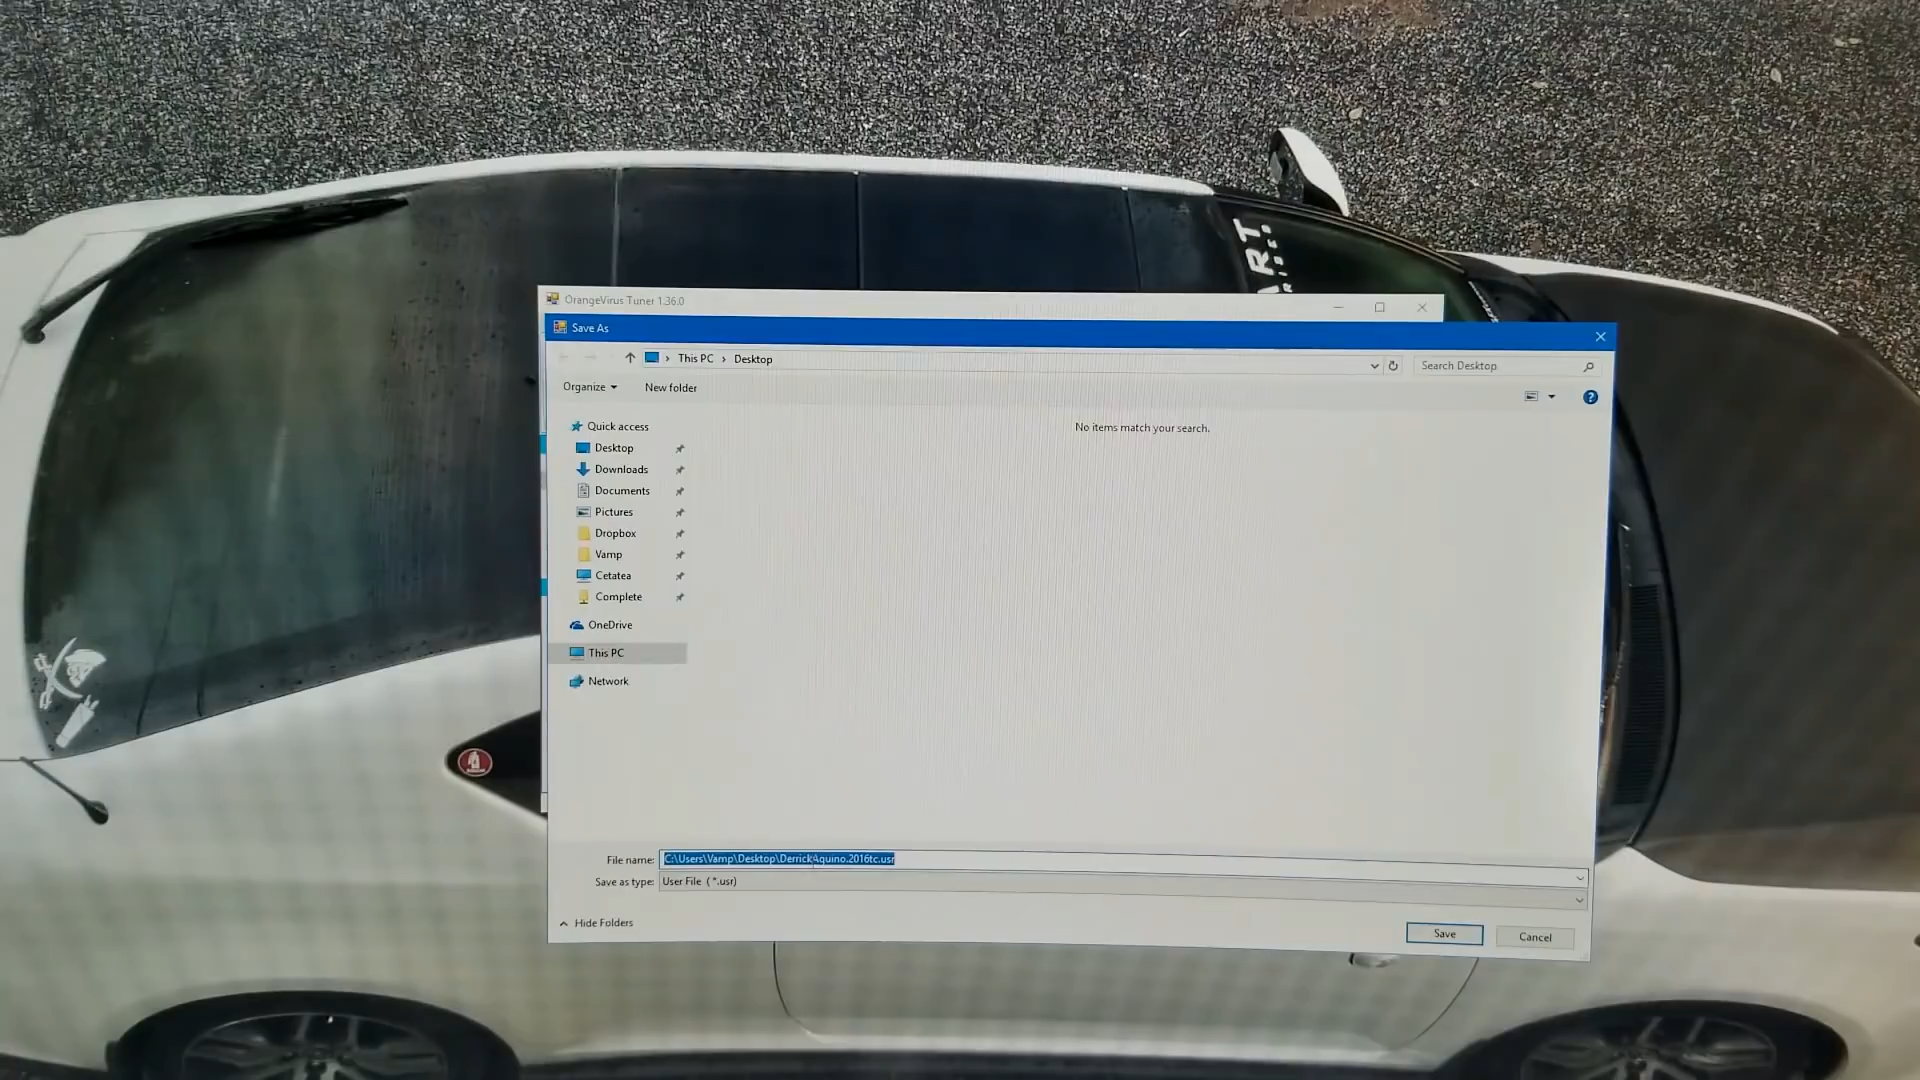 ART
OrangeVirus Tuner 1.36.0
Save As
This PC › Desktop
Search Desktop
Organize
New folder
Quick access
No items match your search.
Desktop
Downloads
Documents
Pictures
Dropbox
Vamp
Cetatea
Complete
OneDrive
This PC
Network
File name: C:\Users\Vamp\Desktop\DerrickAquino.2016tc.usr
Save as type: User File (*.usr)
Hide Folders
Save
Cancel